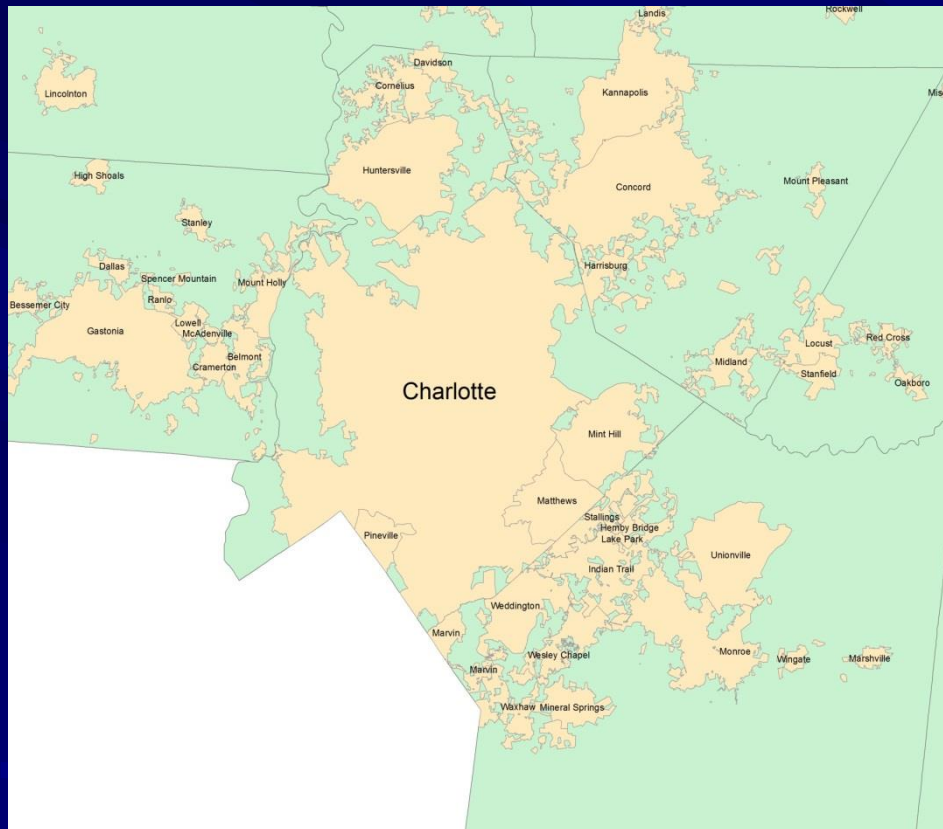 Landis
Rockwell
Davidson
Cornelius
Lincolnton
Kannapolis
Huntersville
High Shoals
Mount Pleasant
Concord
Stanley
Dallas
Harrisburg
Spencer Mountain
Mount Holly
Ranlo
Bessemer City
Lowell
Gastonia
McAdenville
Red Cross
Locust
Belmont
Midland
Cramerton
Stanfield
Oakboro
Charlotte
Mint Hill
Matthews
Stallings
Hemby Bridge
Pineville
Lake Park
Unionville
Indian Trail
Weddington
Marvin
Monroe
Wesley Chapel
Wingate
Marshville
Marvin
Waxhaw
Mineral Springs